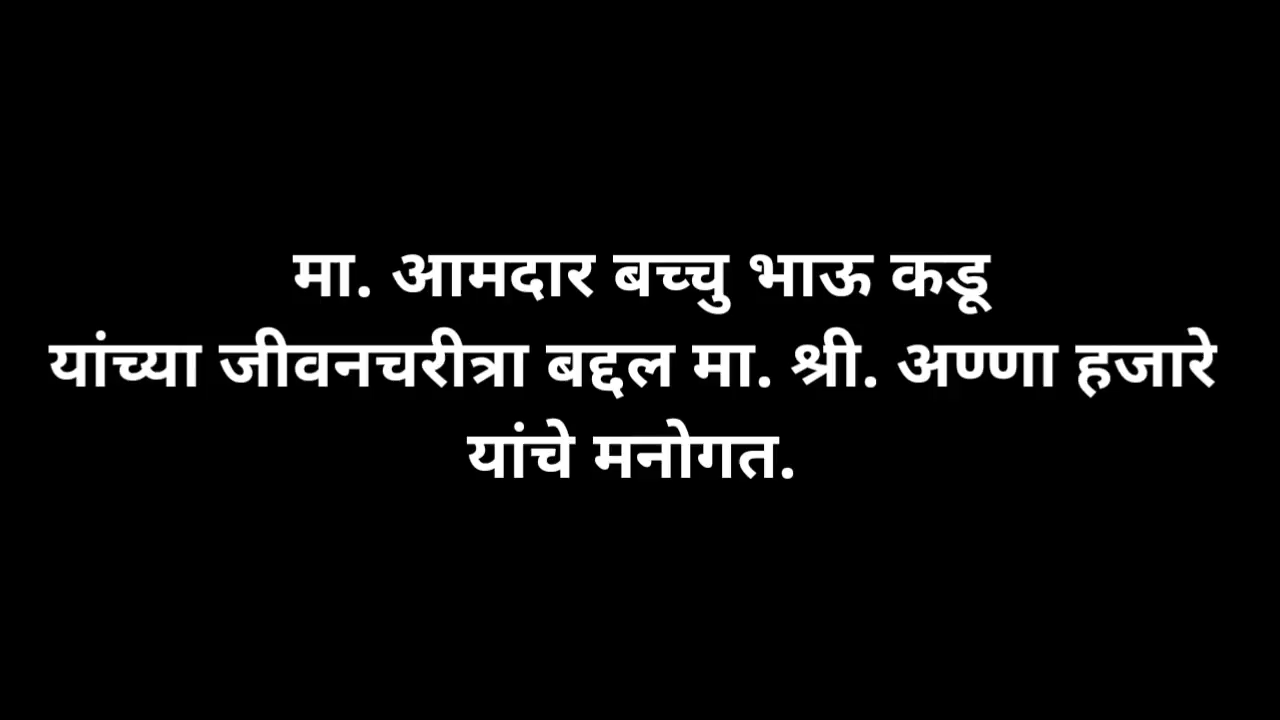 मा. आमदार बच्चु भाऊ कडू
यांच्या जीवनचरीत्रा बद्दल मा. श्री. अण्णा हजारे
यांचे मनोगत.